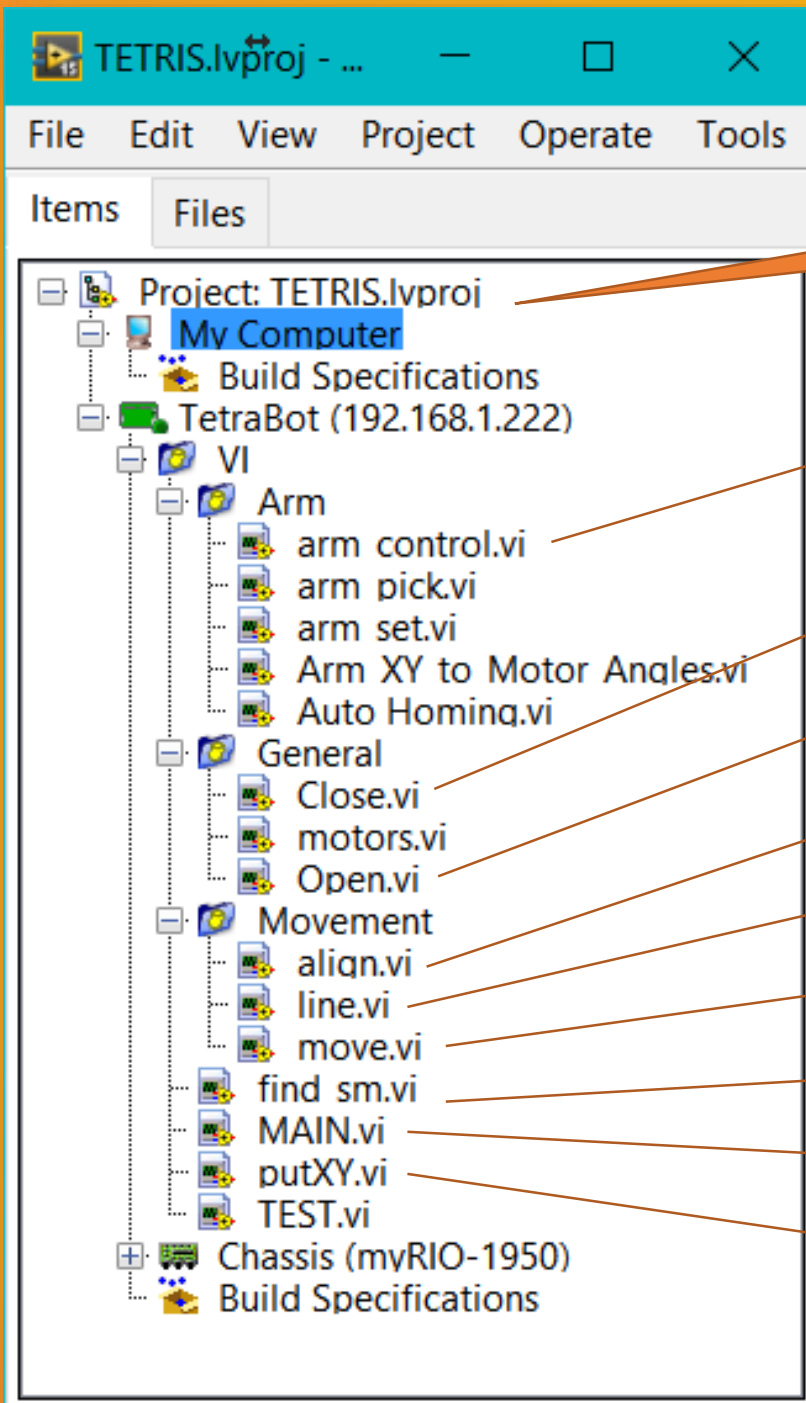 TETRIS.lvproj - ...
File Edit View Project Operate Tools
Items Files
Project: TETRIS.lvproj
My Computer
Build Specifications
TetraBot (192.168.1.222)
VI
Arm
arm control.vi
arm pick.vi
arm set.vi
Arm XY to Motor Angles.vi
Auto Homing.vi
General
Close.vi
motors.vi
Open.vi
Movement
align.vi
line.vi
move.vi
find sm.vi
MAIN.vi
putXY.vi
TEST.vi
Chassis (myRIO-1950)
Build Specifications